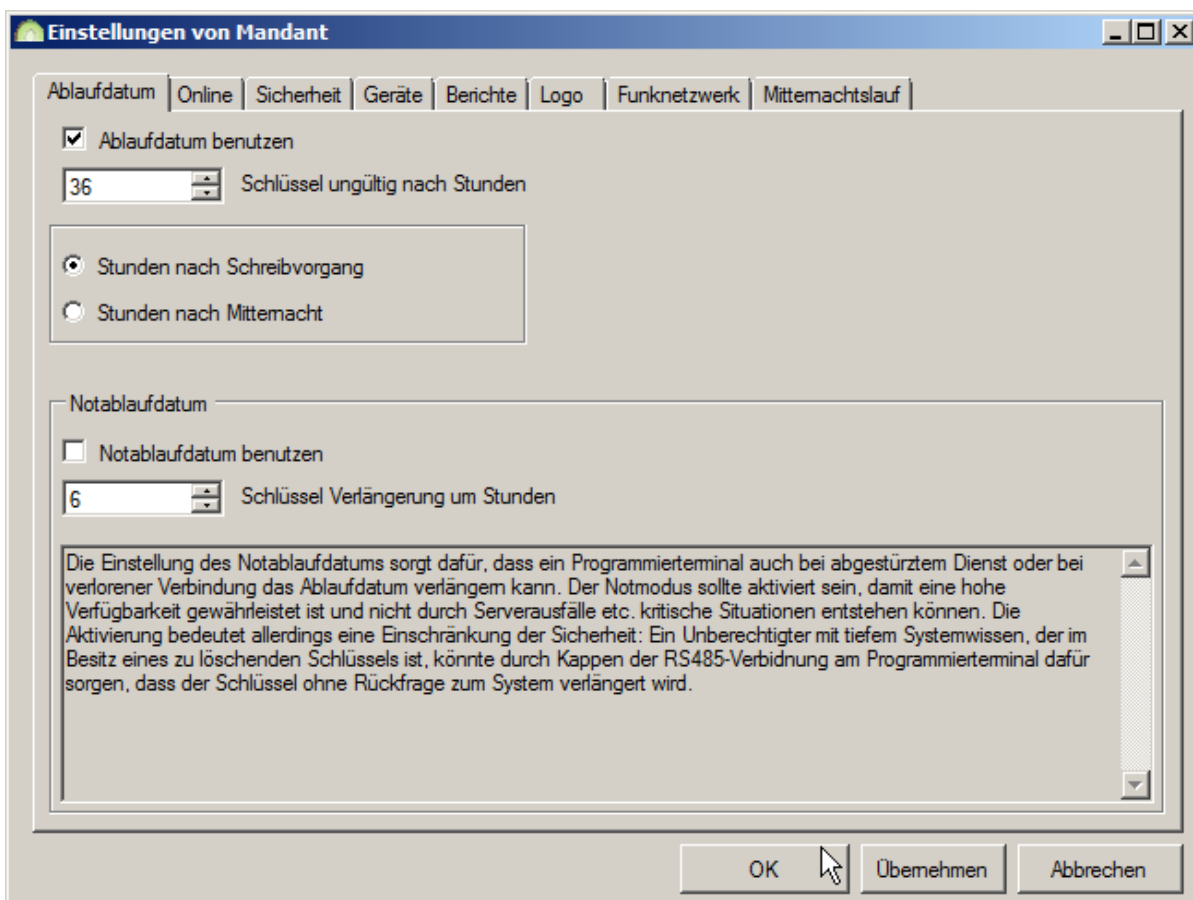 Einstellungen von Mandant
Ablaufdatum Online Sicherheit Geräte Berichte Logo Funknetzwerk Mitternachtslauf
Ablaufdatum benutzen
36 Schlüssel ungültig nach Stunden
Stunden nach Schreibvorgang
Stunden nach Mitternacht
Notablaufdatum
Notablaufdatum benutzen
6 Schlüssel Verlängerung um Stunden
Die Einstellung des Notablaufdatums sorgt dafür, dass ein Programmierterminal auch bei abgestürztem Dienst oder bei
verlorener Verbindung das Ablaufdatum verlängern kann. Der Notmodus sollte aktiviert sein, damit eine hohe
Verfügbarkeit gewährleistet ist und nicht durch Serverausfälle etc. kritische Situationen entstehen können. Die
Aktivierung bedeutet allerdings eine Einschränkung der Sicherheit: Ein Unberechtigter mit tiefem Systemwissen, der im
Besitz eines zu löschenden Schlüssels ist, könnte durch Kappen der RS485-Verbidnung am Programmierterminal dafür
sorgen, dass der Schlüssel ohne Rückfrage zum System verlängert wird.
OK Übernehmen Abbrechen